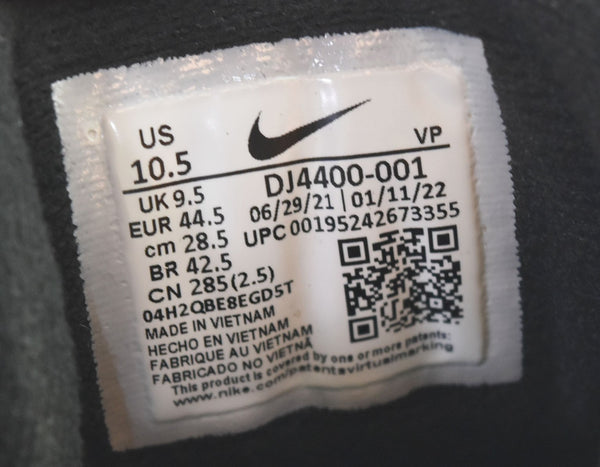 US VP
10.5
UK 9.5 DJ4400-001
EUR 44.5 06/29/21 | 01/11/22
cm 28.5 UPC 00195242673355
BR 42.5
CN 285(2.5)
04H2QBE8EGD5T
MADE IN VIETNAM
HECHO EN VIETNAM
FABRIQUE AU VIETNAM
FABRICADO NO VIETNÃ
This product is covered by one or more patents:
www.nike.com/patentsvirtualmarking